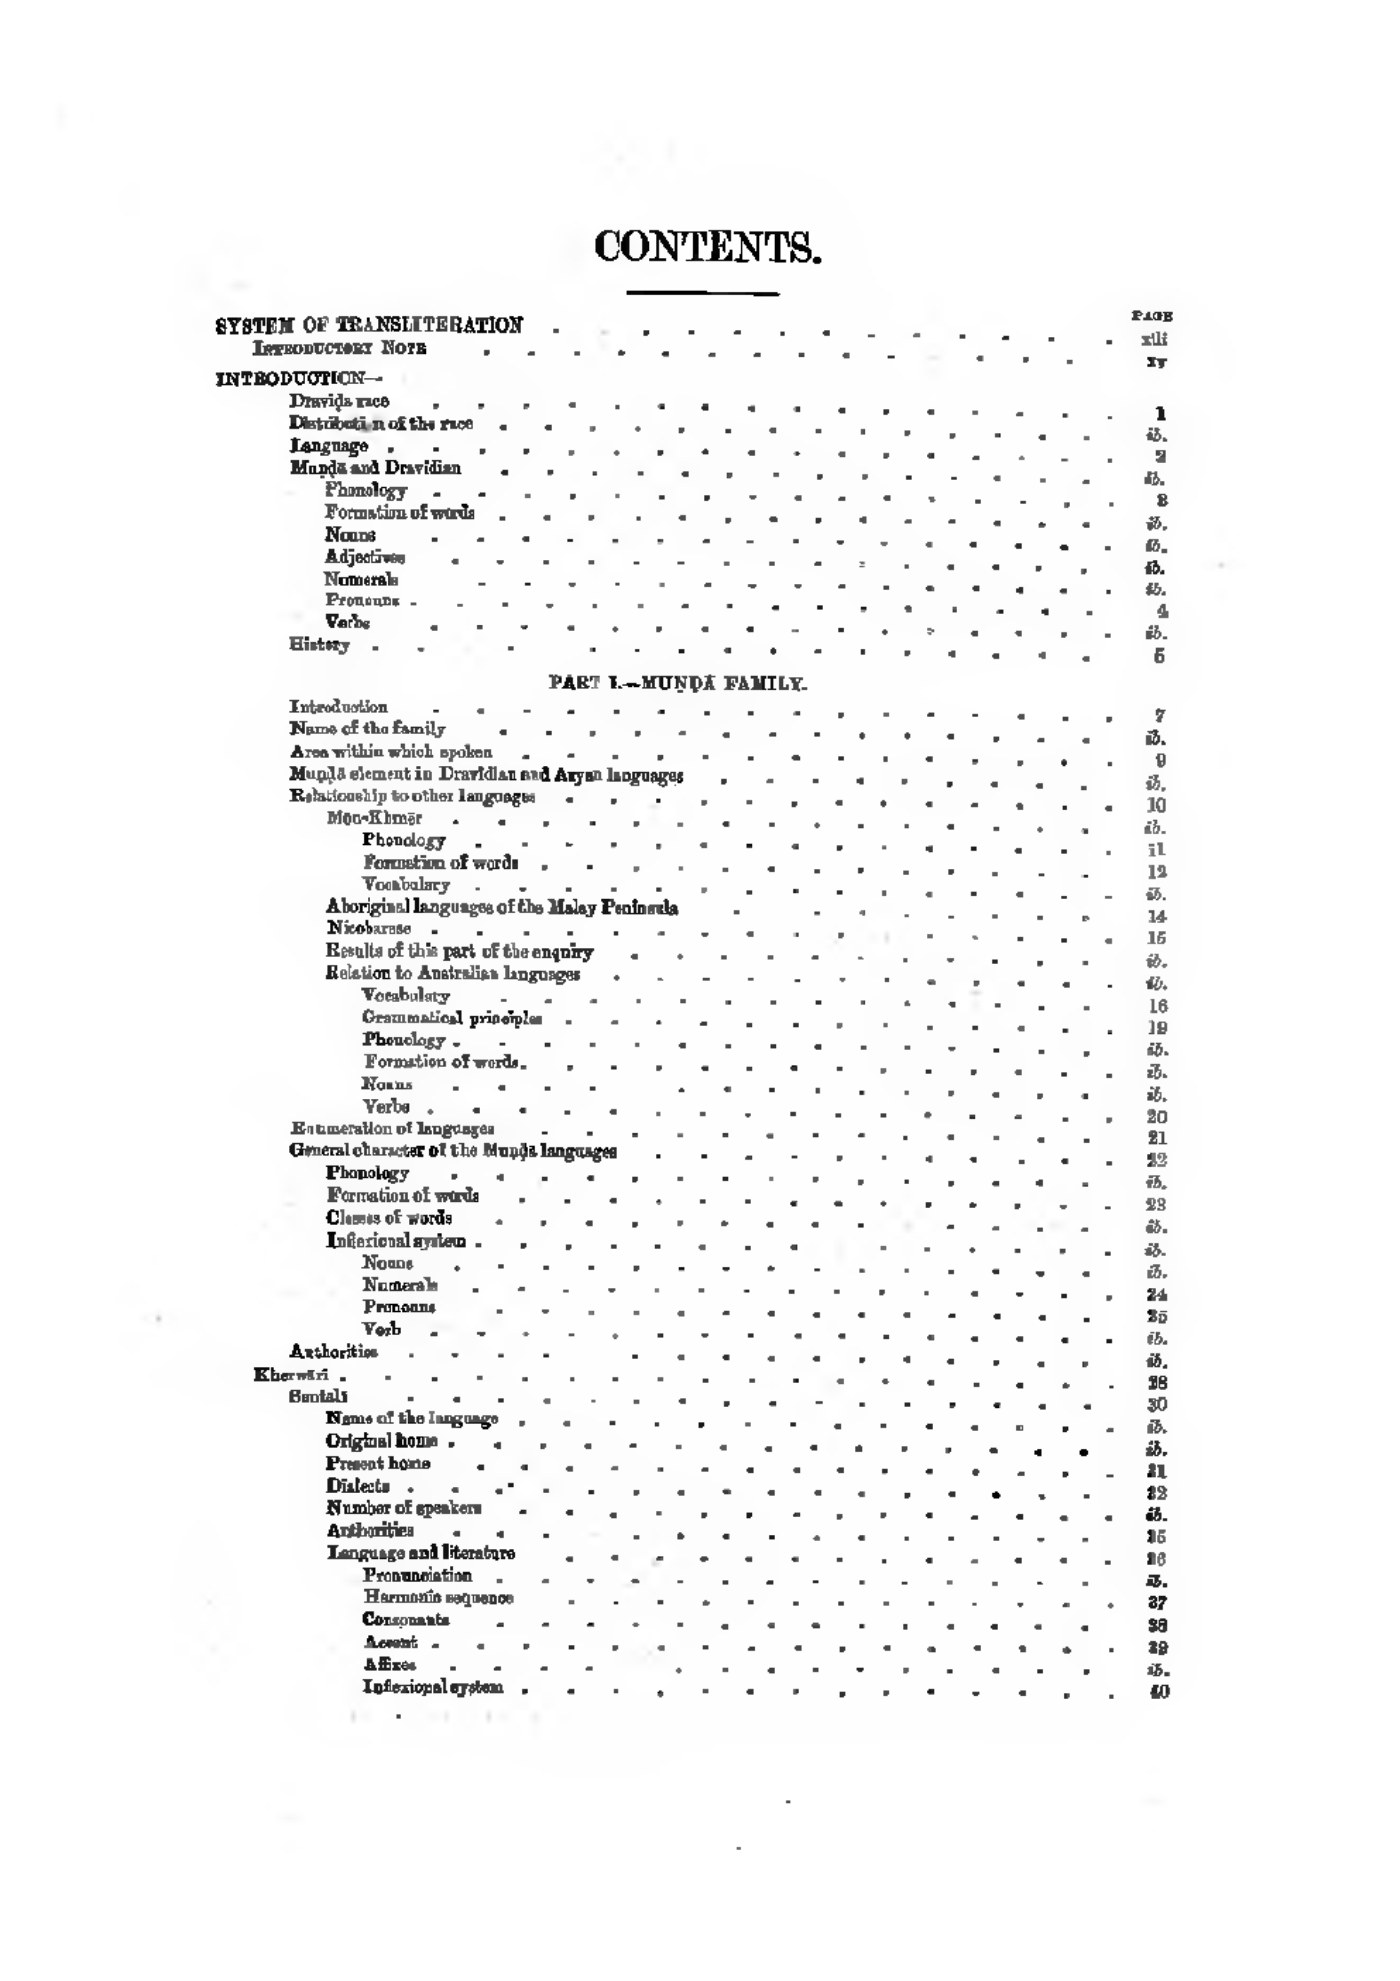 CONTENTS.
PAGE
SYSTEM OF TRANSLITERATION xiii
INTRODUCTORY NOTE xv
INTRODUCTION—
Draviḍa race 1
Distribution of the race ib.
Language 2
Muṇḍā and Dravidian ib.
Phonology 3
Formation of words ib.
Nouns ib.
Adjectives ib.
Numerals ib.
Pronouns 4
Verbs ib.
History 5
PART I.—MUṆḌĀ FAMILY.
Introduction 7
Name of the family ib.
Area within which spoken 9
Muṇḍā element in Dravidian and Aryan languages ib.
Relationship to other languages 10
Mōn-Khmēr ib.
Phonology 11
Formation of words 12
Vocabulary ib.
Aboriginal languages of the Malay Peninsula 14
Nicobarese 15
Results of this part of the enquiry ib.
Relation to Australian languages ib.
Vocabulary 16
Grammatical principles 19
Phonology ib.
Formation of words ib.
Nouns ib.
Verbs 20
Enumeration of languages 21
General character of the Muṇḍā languages 22
Phonology ib.
Formation of words 23
Classes of words ib.
Inflexional system ib.
Nouns ib.
Numerals 24
Pronouns 25
Verb ib.
Authorities ib.
Kherwārī 28
Santālī 30
Name of the language ib.
Original home ib.
Present home 31
Dialects 32
Number of speakers ib.
Authorities 35
Language and literature 36
Pronunciation ib.
Harmonic sequence 37
Consonants 38
Accent 39
Affixes ib.
Inflexional system 40